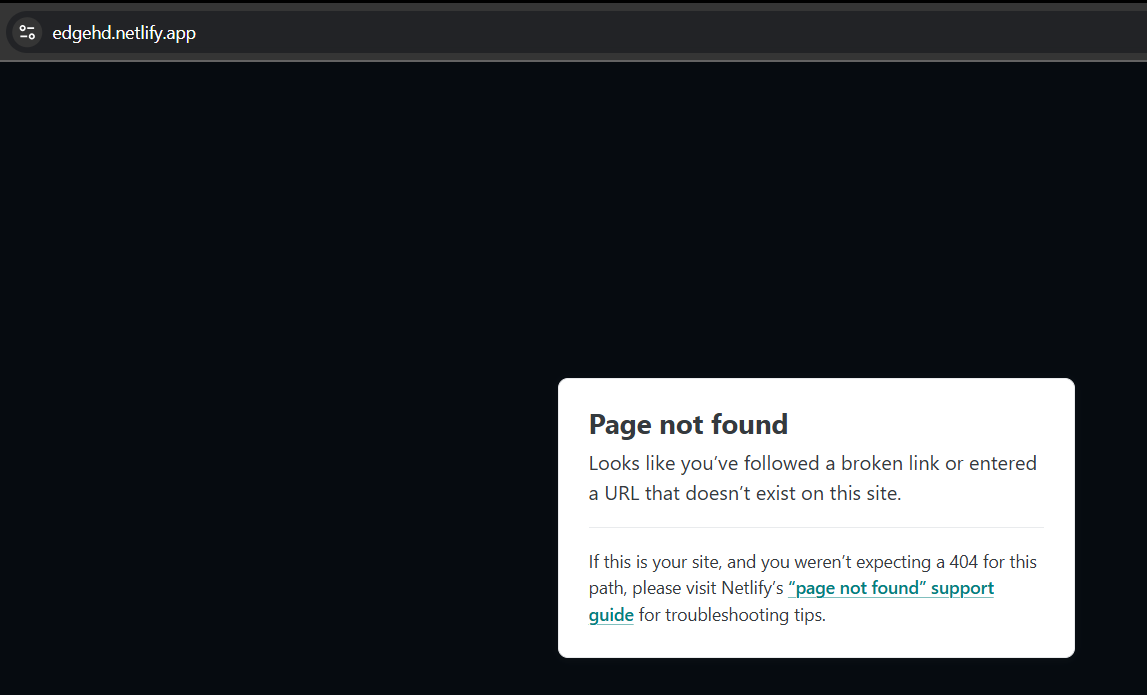 edgehd.netlify.app
Page not found
Looks like you’ve followed a broken link or entered
a URL that doesn’t exist on this site.
If this is your site, and you weren’t expecting a 404 for this
path, please visit Netlify’s “page not found” support
guide for troubleshooting tips.